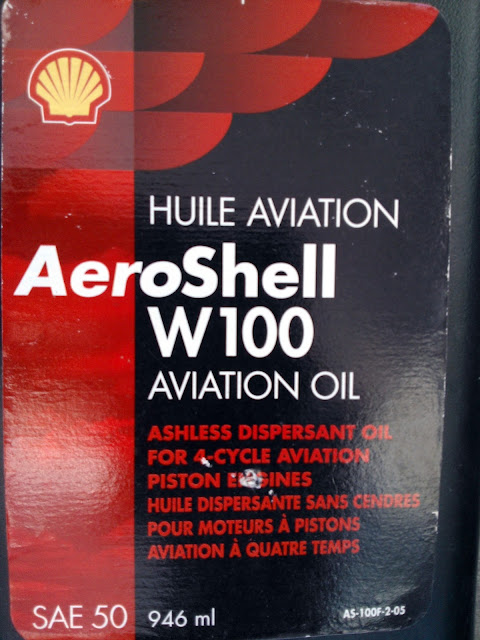 HUILE AVIATION
AeroShell
W100
AVIATION OIL
ASHLESS DISPERSANT OIL
FOR 4-CYCLE AVIATION
PISTON ENGINES
HUILE DISPERSANTE SANS CENDRES
POUR MOTEURS À PISTONS
AVIATION À QUATRE TEMPS
SAE 50 946 ml AS-100F-2-05